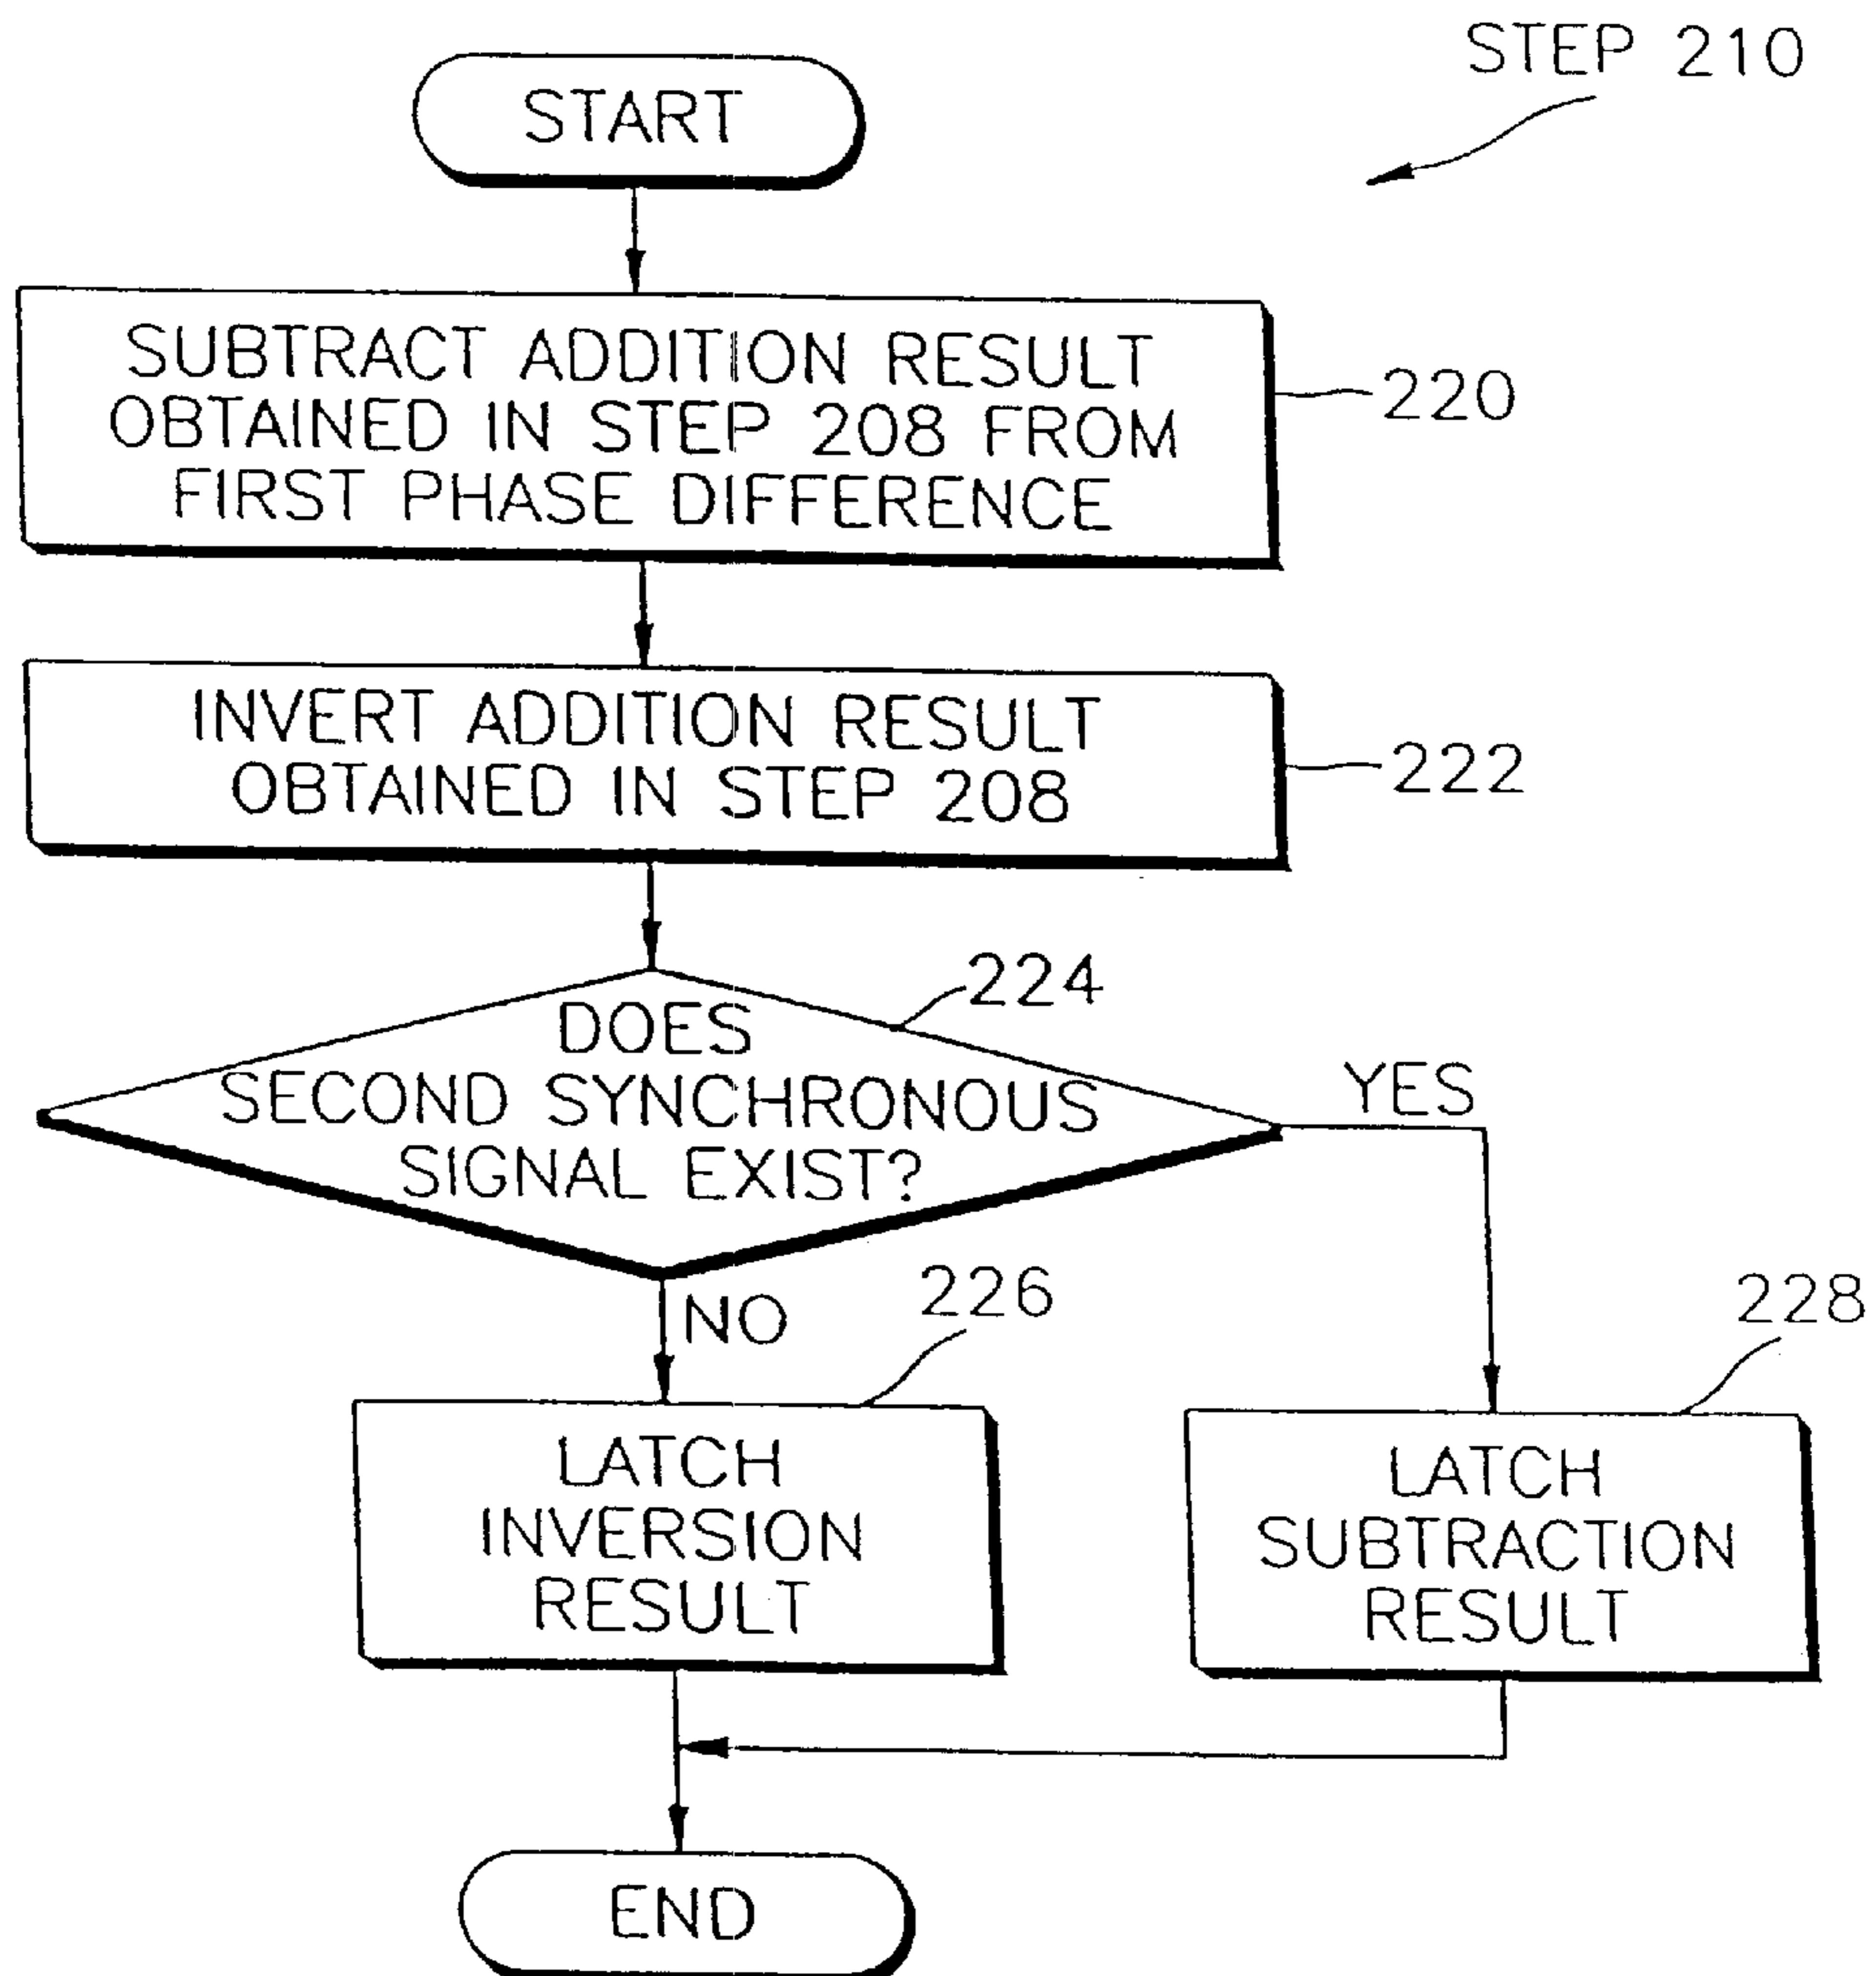 STEP 210
START
SUBTRACT ADDITION RESULT
OBTAINED IN STEP 208 FROM
FIRST PHASE DIFFERENCE
220
INVERT ADDITION RESULT
OBTAINED IN STEP 208
222
224
DOES
SECOND SYNCHRONOUS
SIGNAL EXIST?
YES
NO
226
228
LATCH
INVERSION
RESULT
LATCH
SUBTRACTION
RESULT
END